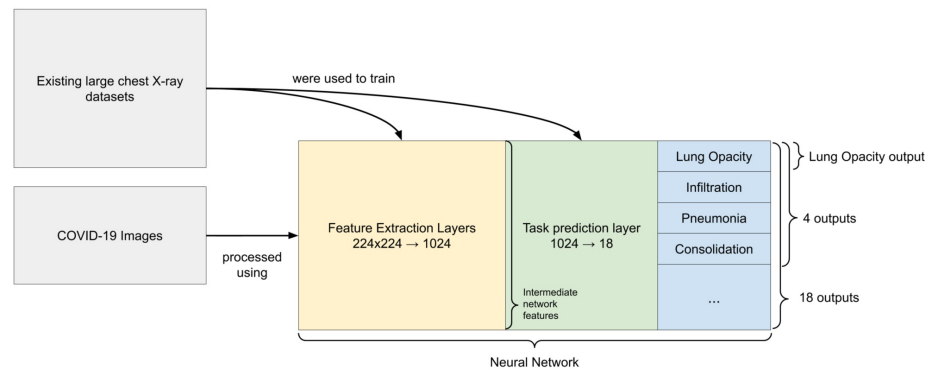 Existing large chest X-ray
datasets
were used to train
COVID-19 Images
processed
using
Feature Extraction Layers
224x224 → 1024
Intermediate
network
features
Task prediction layer
1024 → 18
Lung Opacity
Infiltration
Pneumonia
Consolidation
...
Lung Opacity output
4 outputs
18 outputs
Neural Network